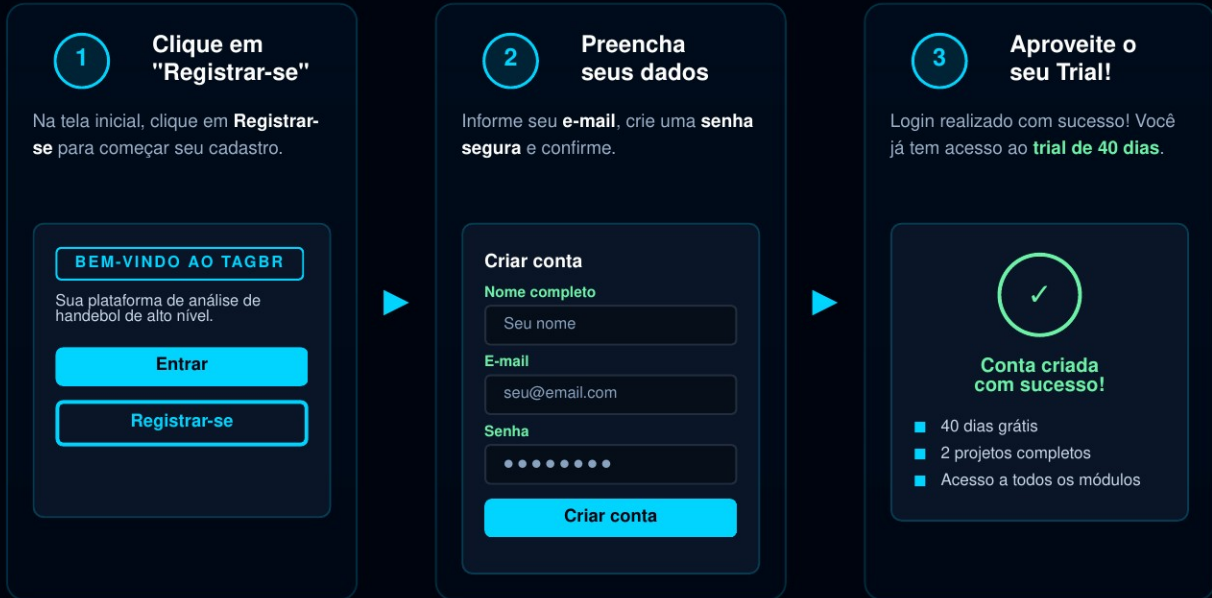 1
Clique em
"Registrar-se"
Na tela inicial, clique em Registrar-
se para começar seu cadastro.
BEM-VINDO AO TAGBR
Sua plataforma de análise de
handebol de alto nível.
Entrar
Registrar-se
2
Preencha
seus dados
Informe seu e-mail, crie uma senha
segura e confirme.
Criar conta
Nome completo
Seu nome
E-mail
seu@email.com
Senha
Criar conta
3
Aproveite o
seu Trial!
Login realizado com sucesso! Você
já tem acesso ao trial de 40 dias.
✓
Conta criada
com sucesso!
40 dias grátis
2 projetos completos
Acesso a todos os módulos